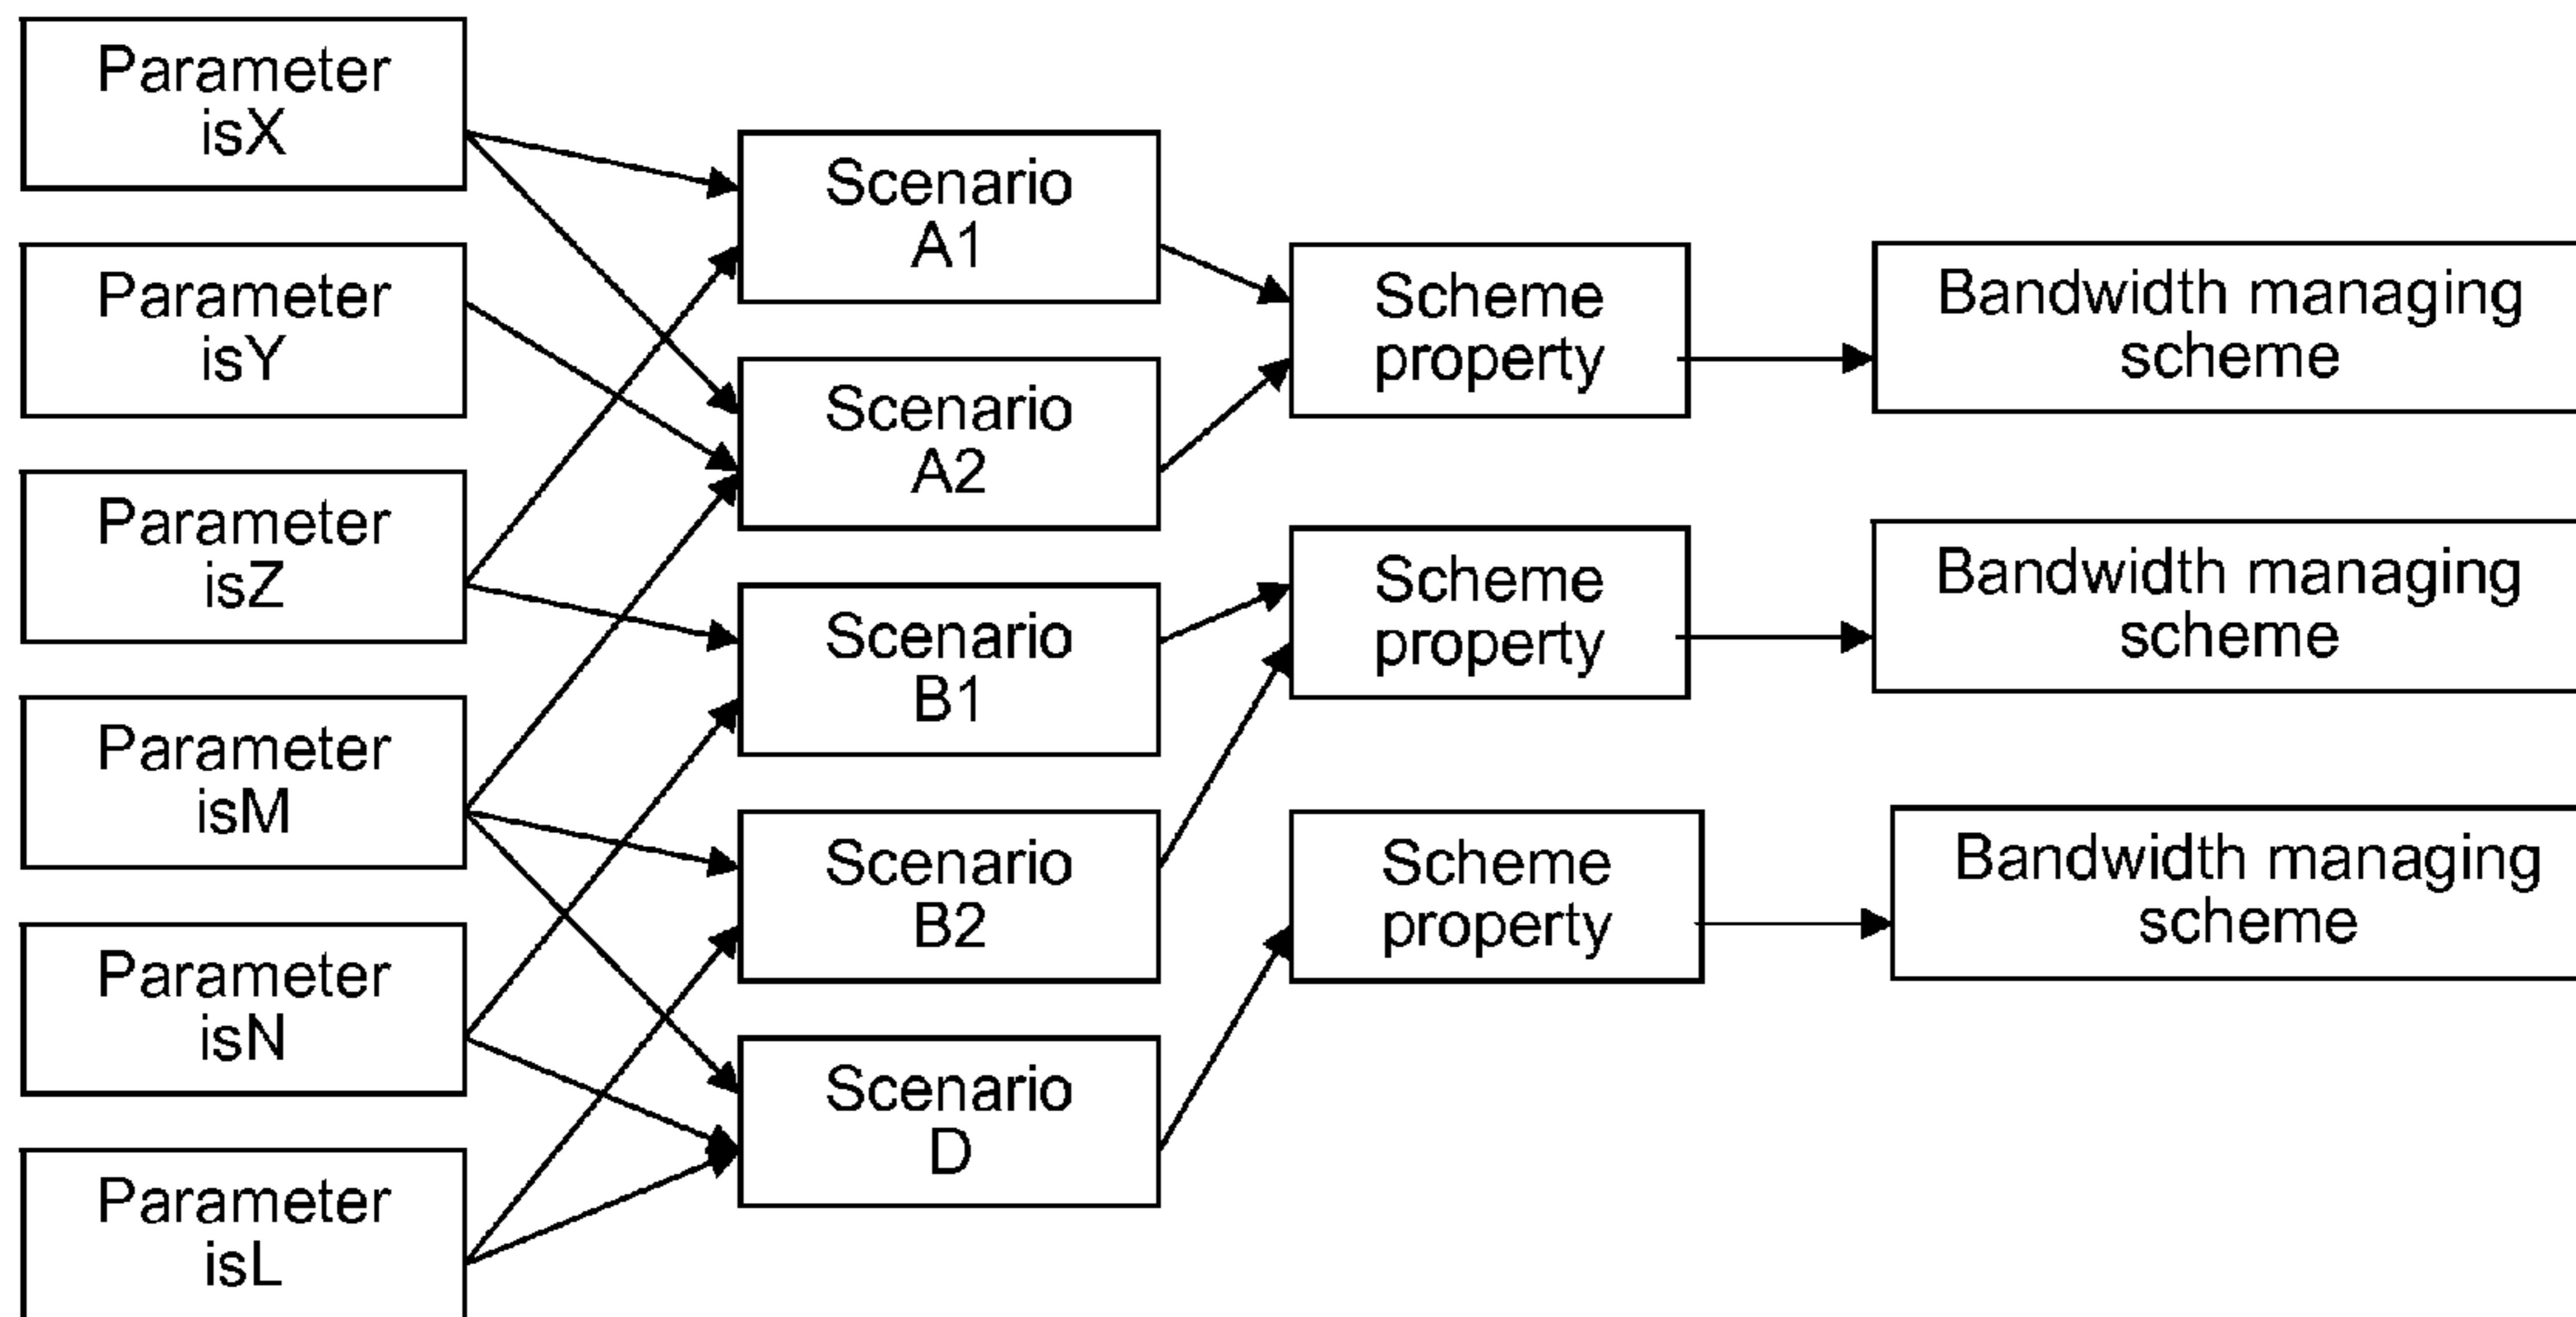 Parameter
isX
Parameter
isY
Parameter
isZ
Parameter
isM
Parameter
isN
Parameter
isL
Scenario
A1
Scenario
A2
Scenario
B1
Scenario
B2
Scenario
D
Scheme
property
Scheme
property
Scheme
property
Bandwidth managing
scheme
Bandwidth managing
scheme
Bandwidth managing
scheme